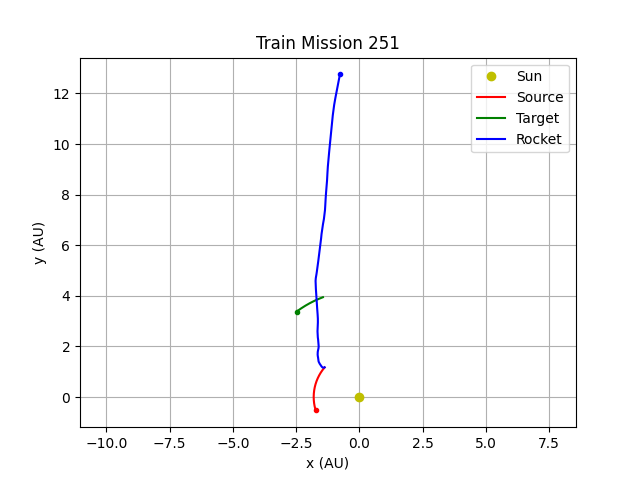 Train Mission 251
Sun
Source
Target
Rocket
12
10
8
6
4
2
0
y (AU)
−10.0 −7.5 −5.0 −2.5 0.0 2.5 5.0 7.5
x (AU)